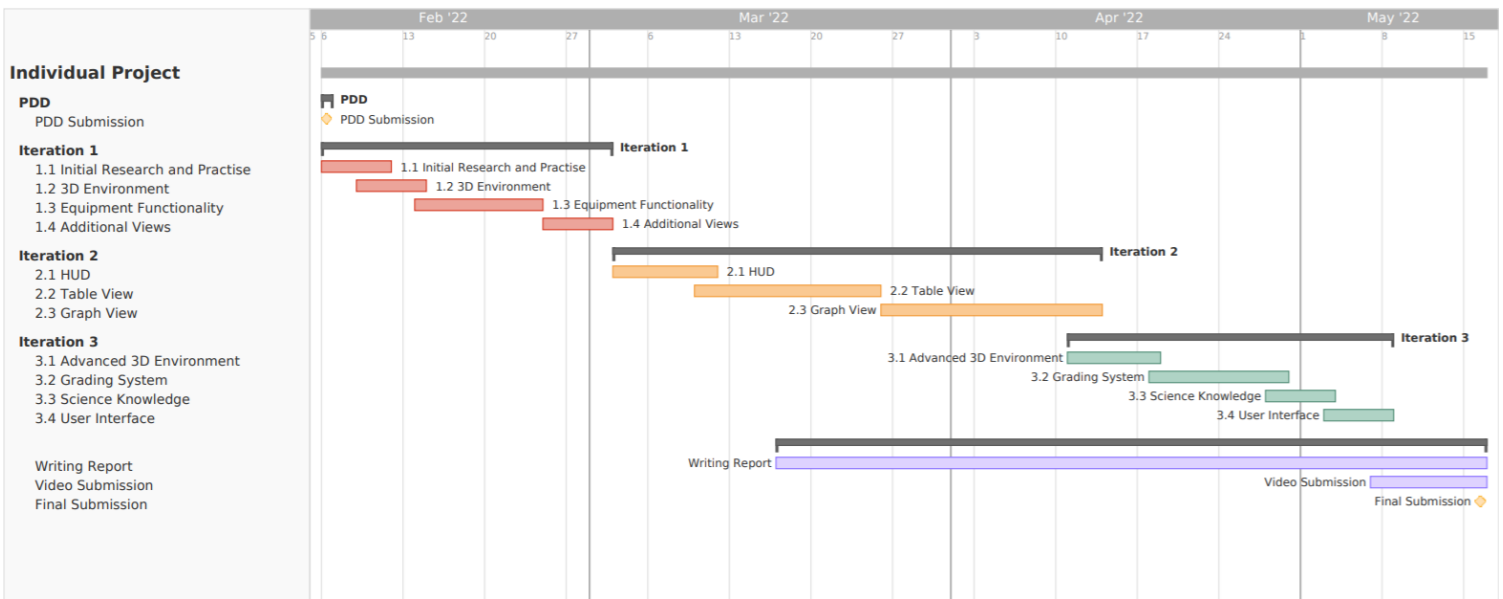 Feb '22 Mar '22 Apr '22 May '22
5 6 13 20 27 6 13 20 27 3 10 17 24 1 8 15
Individual Project
PDD PDD
PDD Submission PDD Submission
Iteration 1 Iteration 1
1.1 Initial Research and Practise 1.1 Initial Research and Practise
1.2 3D Environment 1.2 3D Environment
1.3 Equipment Functionality 1.3 Equipment Functionality
1.4 Additional Views 1.4 Additional Views
Iteration 2 Iteration 2
2.1 HUD 2.1 HUD
2.2 Table View 2.2 Table View
2.3 Graph View 2.3 Graph View
Iteration 3 Iteration 3
3.1 Advanced 3D Environment 3.1 Advanced 3D Environment
3.2 Grading System 3.2 Grading System
3.3 Science Knowledge 3.3 Science Knowledge
3.4 User Interface 3.4 User Interface
Writing Report Writing Report
Video Submission Video Submission
Final Submission Final Submission